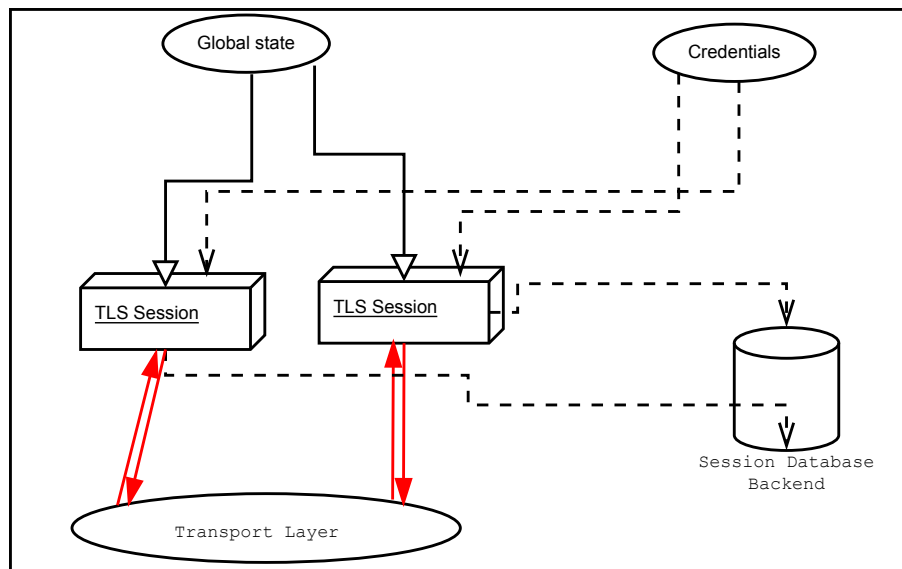 Global state
Credentials
TLS Session
TLS Session
Session Database
Backend
Transport Layer